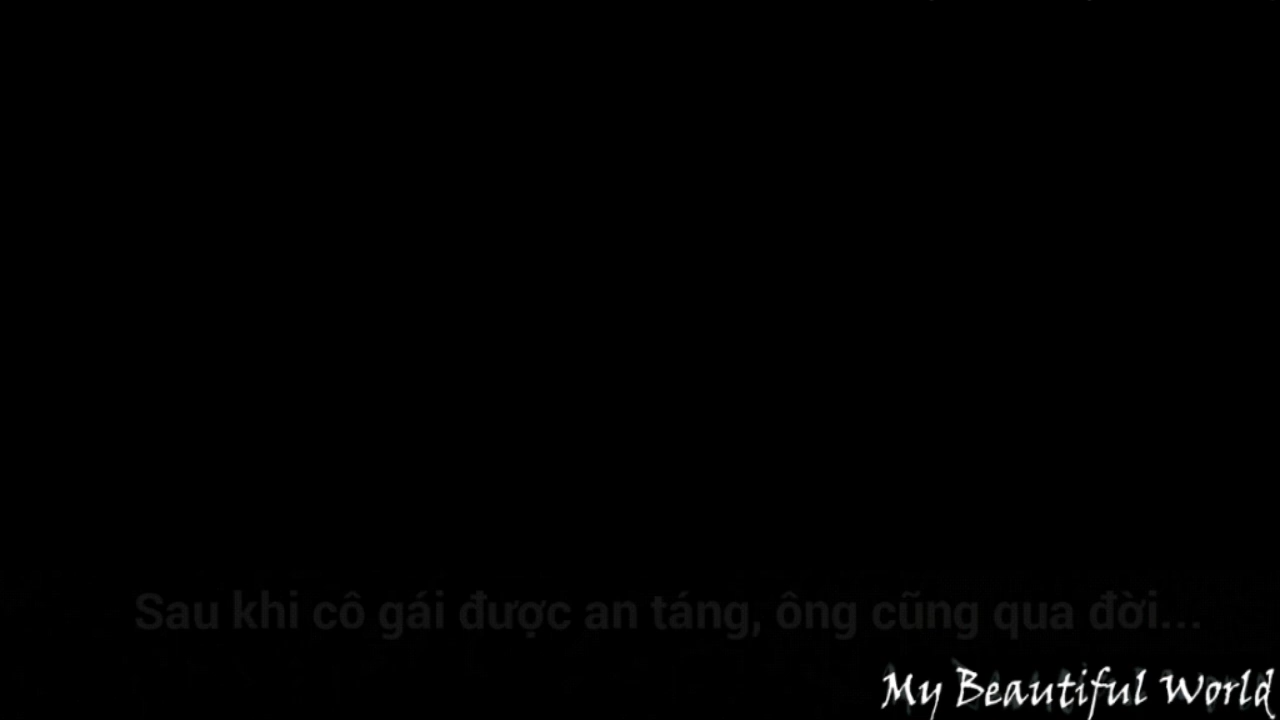 Sau khi cô gái được an táng, ông cũng qua đời...
My Beautiful World